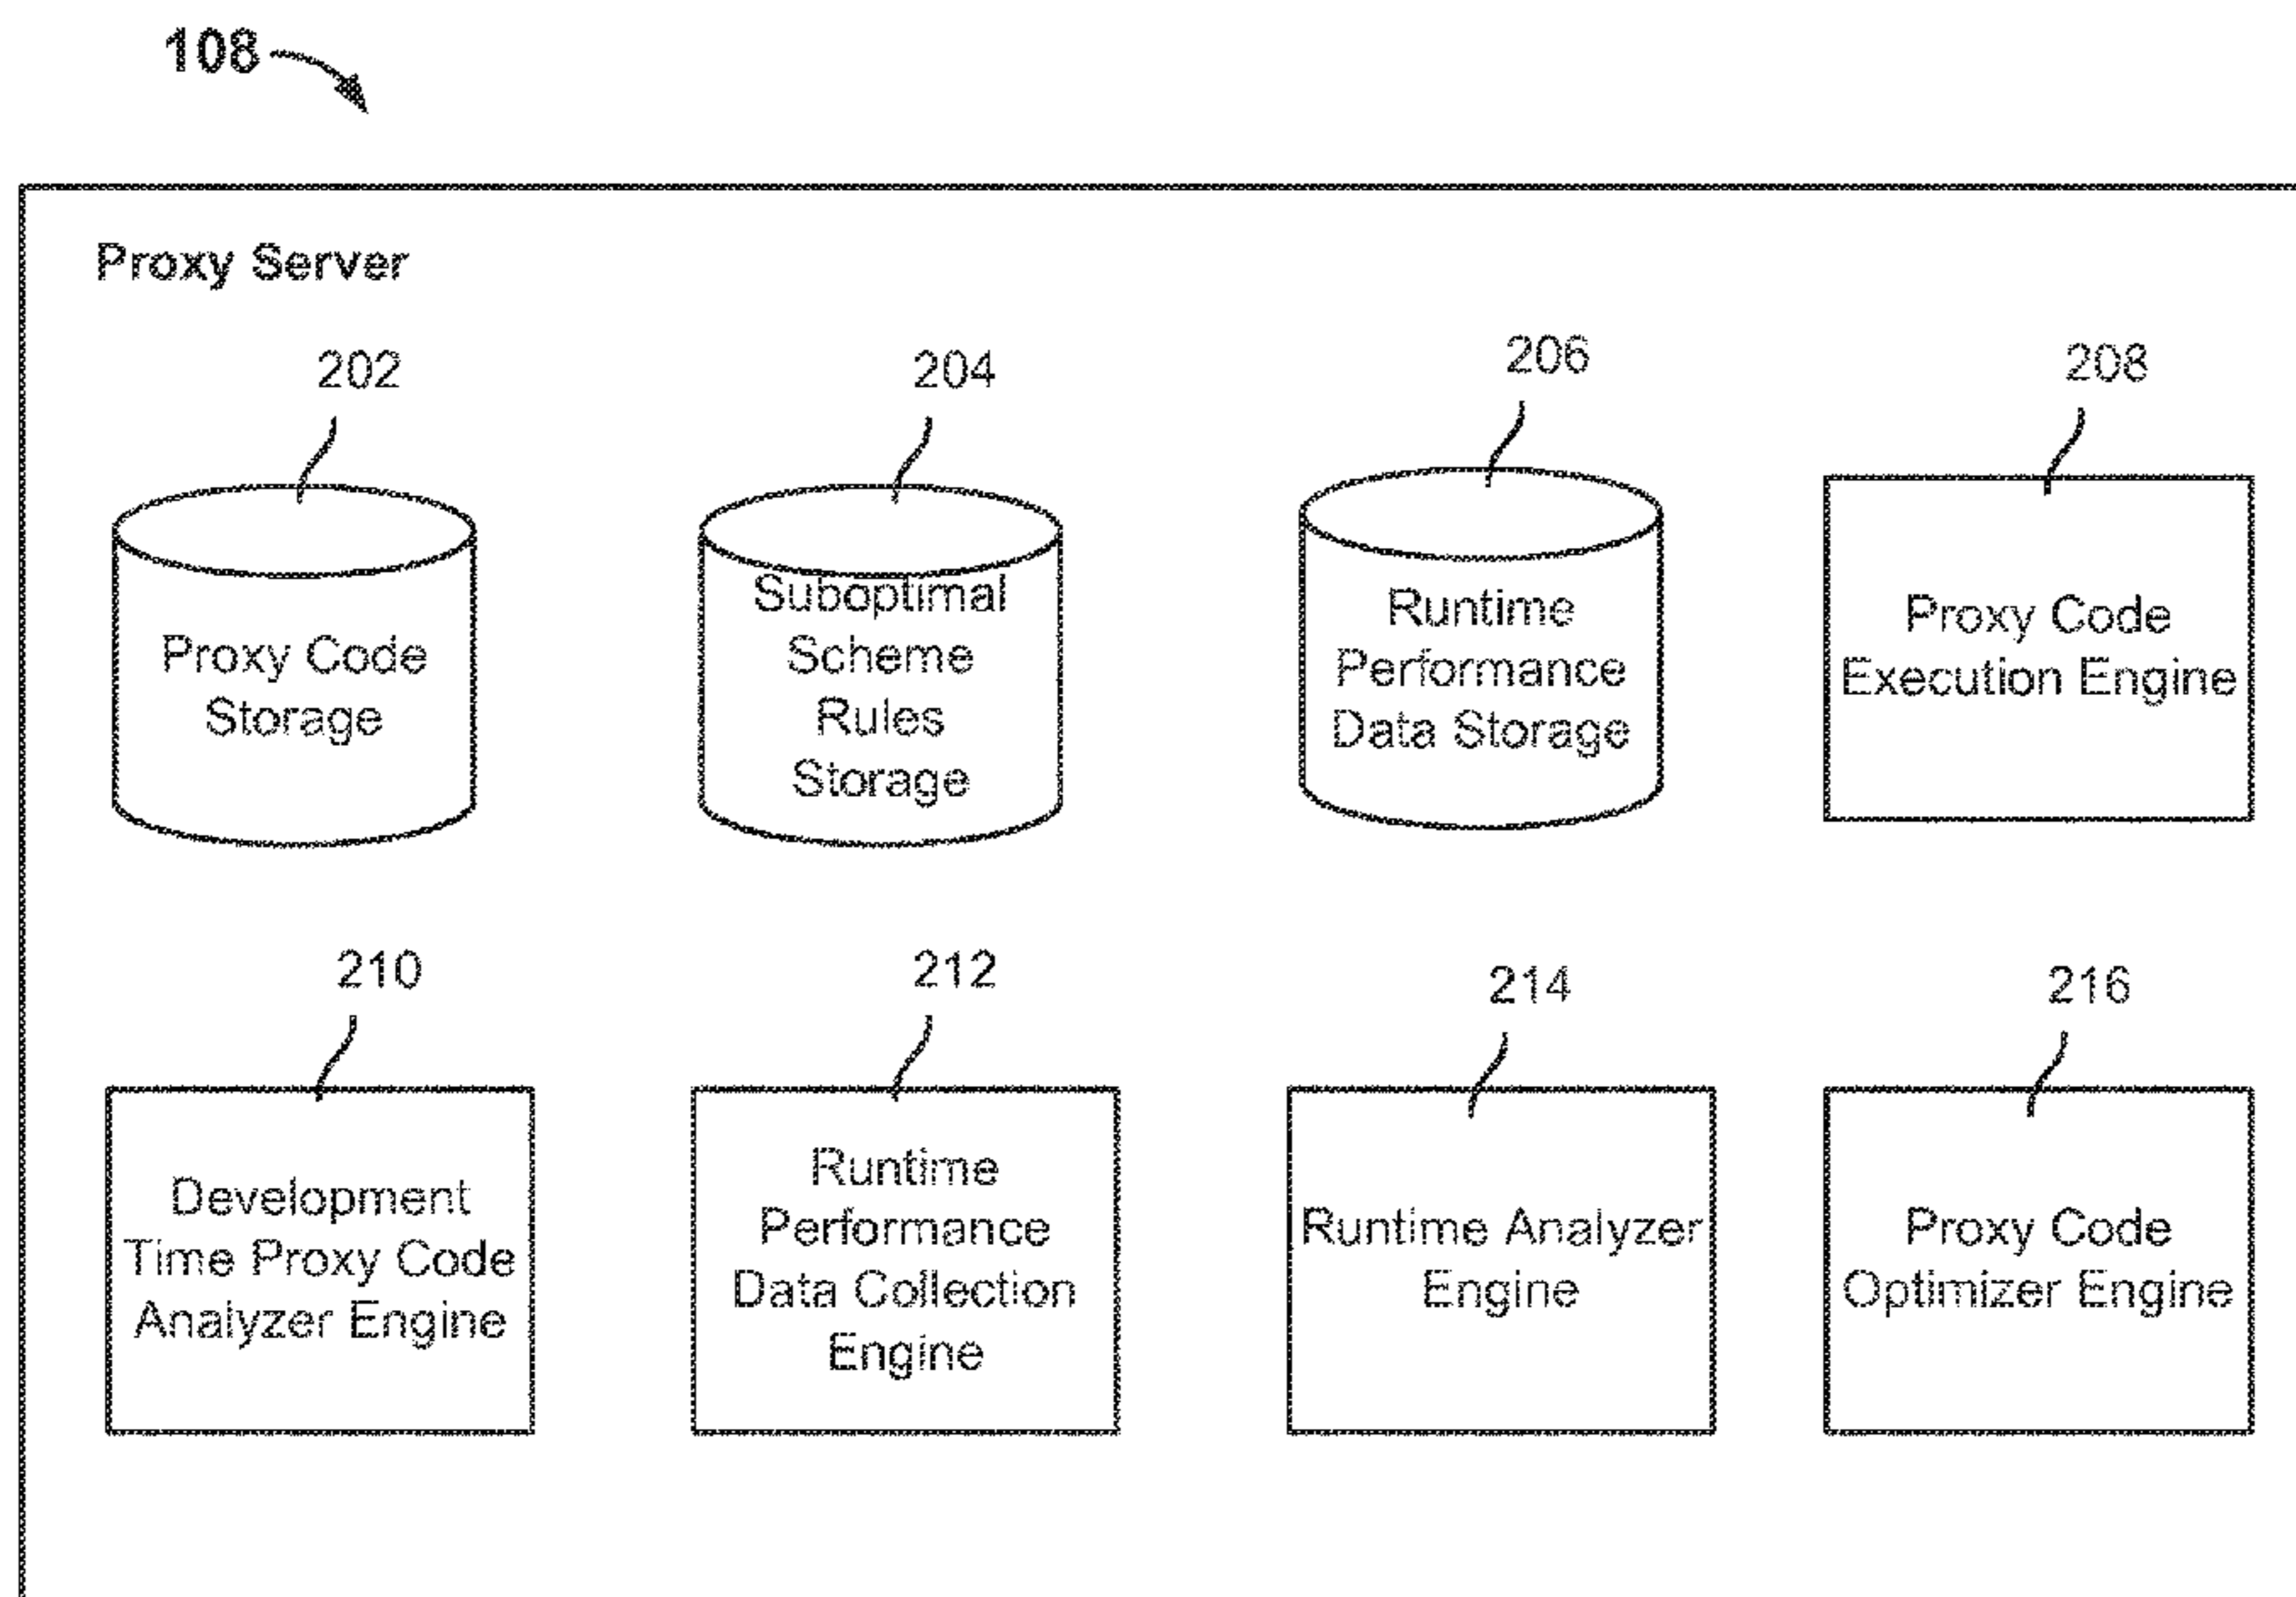 108
Proxy Server
202
204
206
208
Proxy Code
Storage
Suboptimal
Scheme
Rules
Storage
Runtime
Performance
Data Storage
Proxy Code
Execution Engine
210
212
214
216
Development
Time Proxy Code
Analyzer Engine
Runtime
Performance
Data Collection
Engine
Runtime Analyzer
Engine
Proxy Code
Optimizer Engine